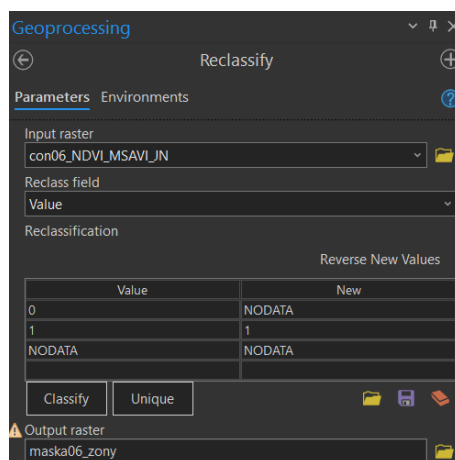 Geoprocessing
Reclassify
Parameters Environments
Input raster
con06_NDVI_MSAVI_JN
Reclass field
Value
Reclassification
Reverse New Values
Value New
0 NODATA
1 1
NODATA NODATA
Classify Unique
Output raster
maska06_zony